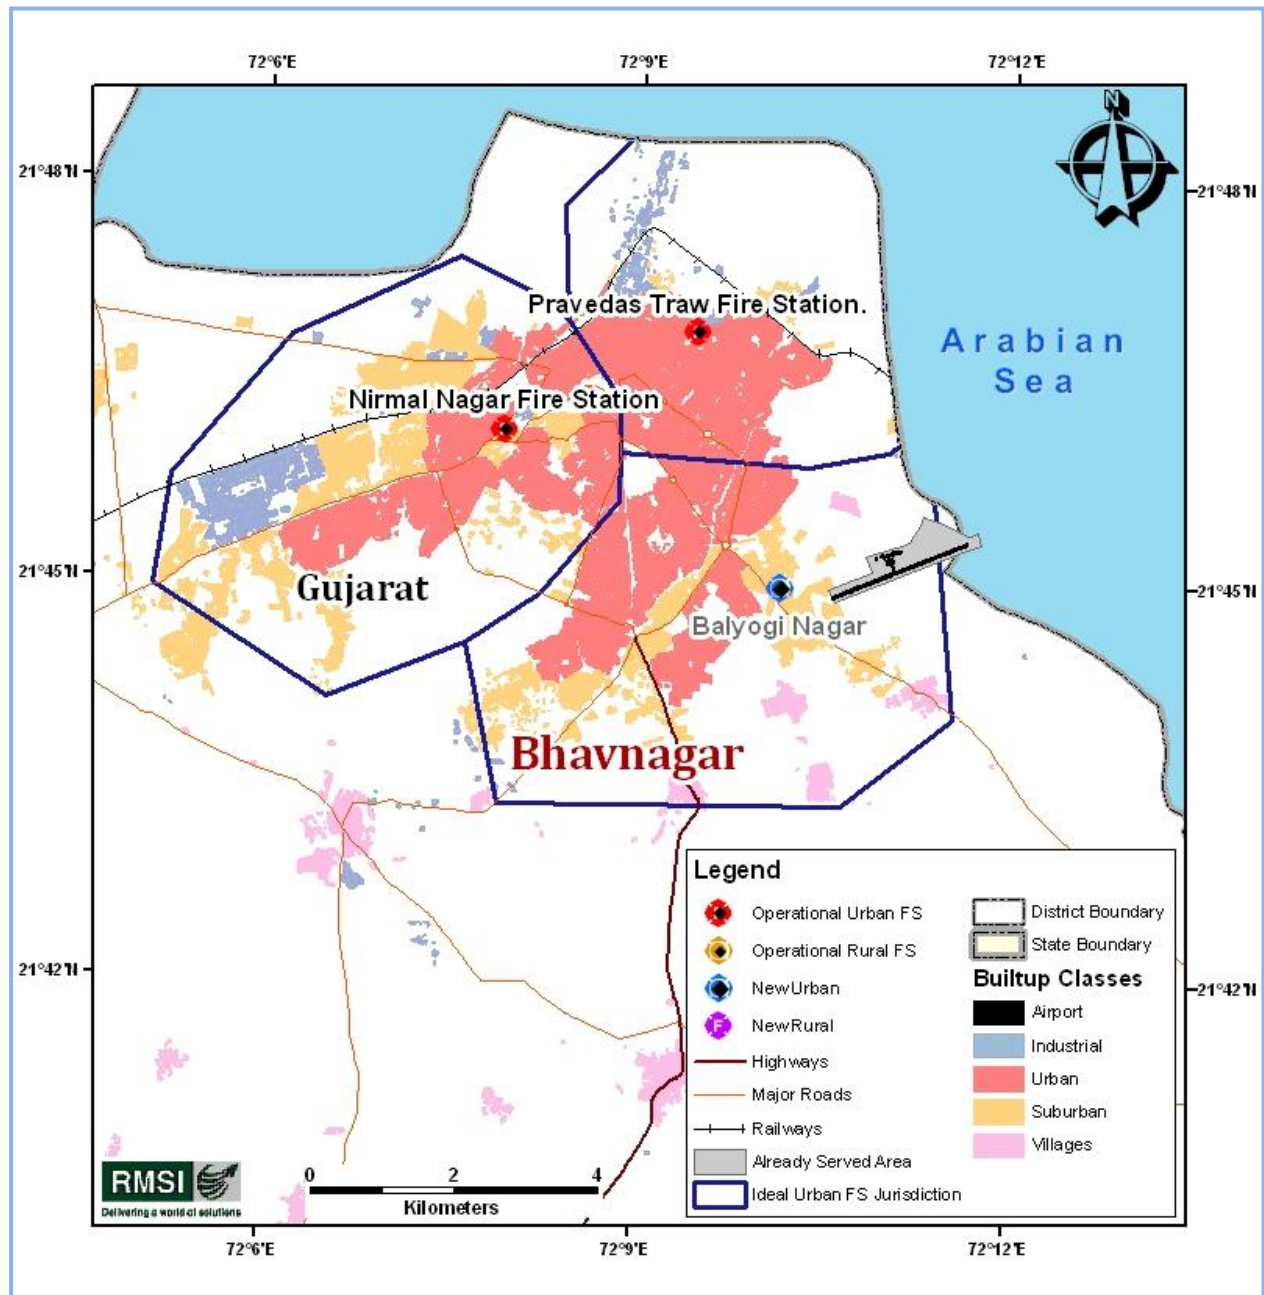 72°6'E 72°9'E 72°12'E
N
21°48'N
21°48'N
Pravedas Traw Fire Station.
Arabian
Sea
Nirmal Nagar Fire Station
21°45'N
Gujarat
21°45'N
Balyogi Nagar
Bhavnagar
Legend
Operational Urban FS
Operational Rural FS
New Urban
F
New Rural
Highways
Major Roads
Railways
Already Served Area
Ideal Urban FS Jurisdiction
District Boundary
State Boundary
Builtup Classes
Airport
Industrial
Urban
Suburban
Villages
21°42'N
21°42'N
RMSI
Delivering a world of solutions
0 2 4
Kilometers
72°6'E 72°9'E 72°12'E